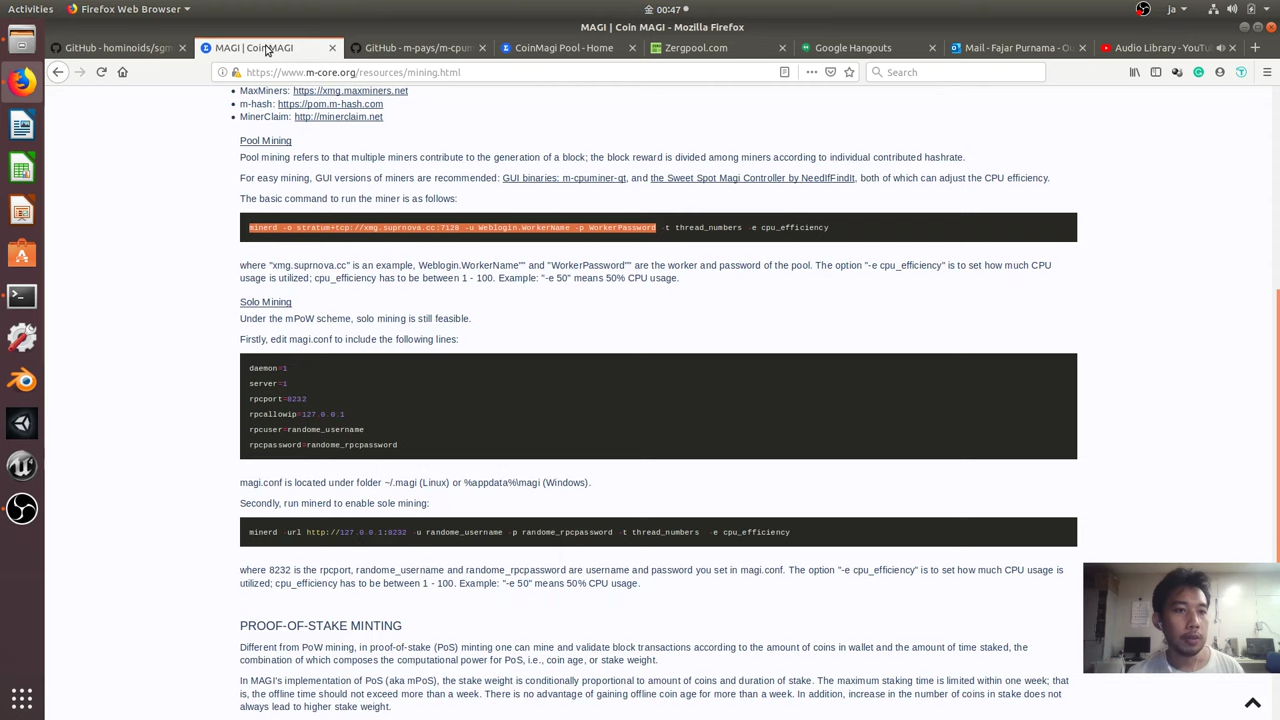 Activities
Firefox
00:47
ja
MAGI | Coin MAGI - Mozilla Firefox
GitHub - hominoids/sgm
MAGI | Coin MAGI
GitHub - m-pays/m-cpum
CoinMagi Pool - Home
Zergpool.com
Google Hangouts
Mail - Fajar Purnama - Ou
Audio Library - YouTube
https://www.m-core.org/resources/mining.html
Search
MaxMiners: https://xmg.maxminers.net
m-hash: https://pom.m-hash.com
MinerClaim: http://minerclaim.net
Pool Mining
Pool mining refers to that multiple miners contribute to the generation of a block; the block reward is divided among miners according to individual contributed hashrate.
For easy mining, GUI versions of miners are recommended: GUI binaries: m-cpuminer-qt, and the Sweet Spot Magi Controller by NeedIfFindIt, both of which can adjust the CPU efficiency.
The basic command to run the miner is as follows:
minerd -o stratum+tcp://xmg.suprnova.cc:7128 -u Weblogin.WorkerName -p WorkerPassword -t thread_numbers -e cpu_efficiency
where "xmg.suprnova.cc" is an example, Weblogin.WorkerName"" and "WorkerPassword"" are the worker and password of the pool. The option "-e cpu_efficiency" is to set how much CPU
usage is utilized; cpu_efficiency has to be between 1 - 100. Example: "-e 50" means 50% CPU usage.
Solo Mining
Under the mPoW scheme, solo mining is still feasible.
Firstly, edit magi.conf to include the following lines:
daemon=1
server=1
rpcport=8232
rpcallowip=127.0.0.1
rpcuser=randome_username
rpcpassword=randome_rpcpassword
magi.conf is located under folder ~/.magi (Linux) or %appdata%\magi (Windows).
Secondly, run minerd to enable sole mining:
minerd -url http://127.0.0.1:8232 -u randome_username -p randome_rpcpassword -t thread_numbers -e cpu_efficiency
where 8232 is the rpcport, randome_username and randome_rpcpassword are username and password you set in magi.conf. The option "-e cpu_efficiency" is to set how much CPU usage is
utilized; cpu_efficiency has to be between 1 - 100. Example: "-e 50" means 50% CPU usage.
PROOF-OF-STAKE MINTING
Different from PoW mining, in proof-of-stake (PoS) minting one can mine and validate block transactions according to the amount of coins in wallet and the amount of time staked, the
combination of which composes the computational power for PoS, i.e., coin age, or stake weight.
In MAGI's implementation of PoS (aka mPoS), the stake weight is conditionally proportional to amount of coins and duration of stake. The maximum staking time is limited within one week; that
is, the offline time should not exceed more than a week. There is no advantage of gaining offline coin age for more than a week. In addition, increase in the number of coins in stake does not
always lead to higher stake weight.